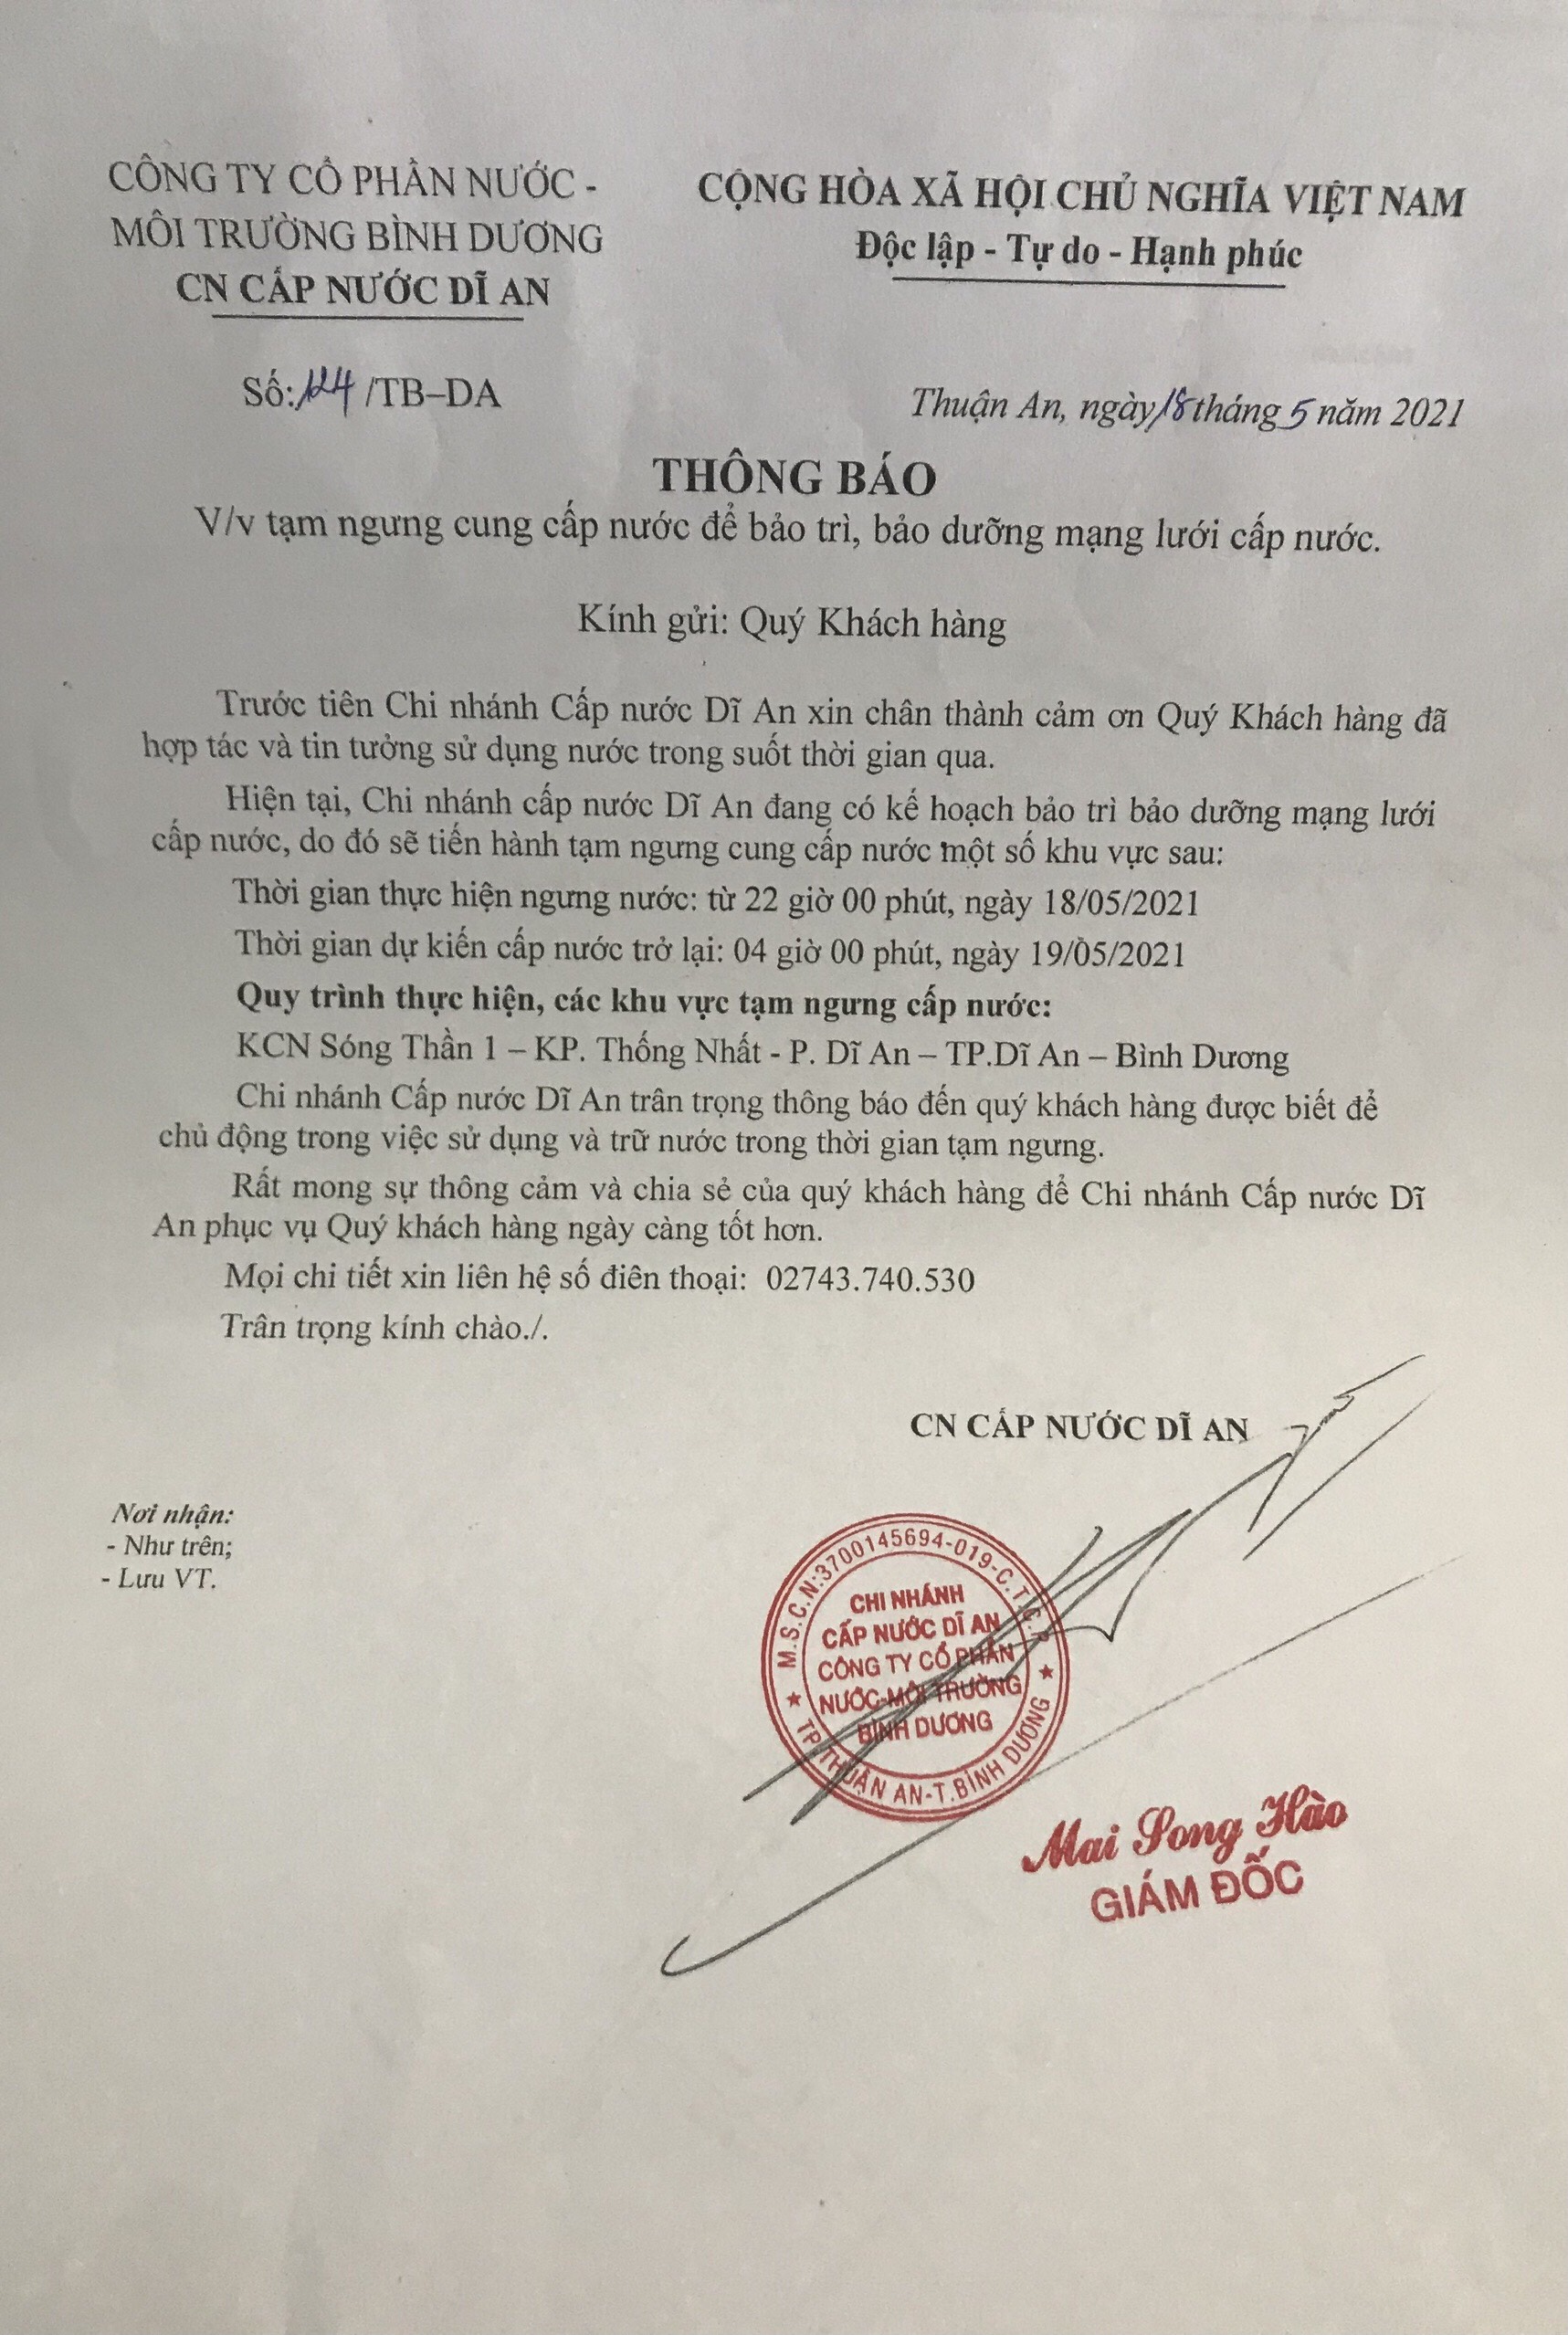 CÔNG TY CỔ PHẦN NƯỚC -
MÔI TRƯỜNG BÌNH DƯƠNG
CN CẤP NƯỚC DĨ AN
CỘNG HÒA XÃ HỘI CHỦ NGHĨA VIỆT NAM
Độc lập - Tự do - Hạnh phúc
Số: 124 /TB–DA
Thuận An, ngày 18 tháng 5 năm 2021
THÔNG BÁO
V/v tạm ngưng cung cấp nước để bảo trì, bảo dưỡng mạng lưới cấp nước.
Kính gửi: Quý Khách hàng
Trước tiên Chi nhánh Cấp nước Dĩ An xin chân thành cảm ơn Quý Khách hàng đã
hợp tác và tin tưởng sử dụng nước trong suốt thời gian qua.
Hiện tại, Chi nhánh cấp nước Dĩ An đang có kế hoạch bảo trì bảo dưỡng mạng lưới
cấp nước, do đó sẽ tiến hành tạm ngưng cung cấp nước một số khu vực sau:
Thời gian thực hiện ngưng nước: từ 22 giờ 00 phút, ngày 18/05/2021
Thời gian dự kiến cấp nước trở lại: 04 giờ 00 phút, ngày 19/05/2021
Quy trình thực hiện, các khu vực tạm ngưng cấp nước:
KCN Sóng Thần 1 – KP. Thống Nhất - P. Dĩ An – TP.Dĩ An – Bình Dương
Chi nhánh Cấp nước Dĩ An trân trọng thông báo đến quý khách hàng được biết để
chủ động trong việc sử dụng và trữ nước trong thời gian tạm ngưng.
Rất mong sự thông cảm và chia sẻ của quý khách hàng để Chi nhánh Cấp nước Dĩ
An phục vụ Quý khách hàng ngày càng tốt hơn.
Mọi chi tiết xin liên hệ số điên thoại: 02743.740.530
Trân trọng kính chào./.
CN CẤP NƯỚC DĨ AN
Nơi nhận:
- Như trên;
- Lưu VT.
M.S.C.N:3700145694-019-C.T.C.P
CHI NHÁNH
CẤP NƯỚC DĨ AN
CÔNG TY CỔ PHẦN
NƯỚC-MÔI TRƯỜNG
BÌNH DƯƠNG
TP.THUẬN AN-T.BÌNH DƯƠNG
Mai Song Hào
GIÁM ĐỐC